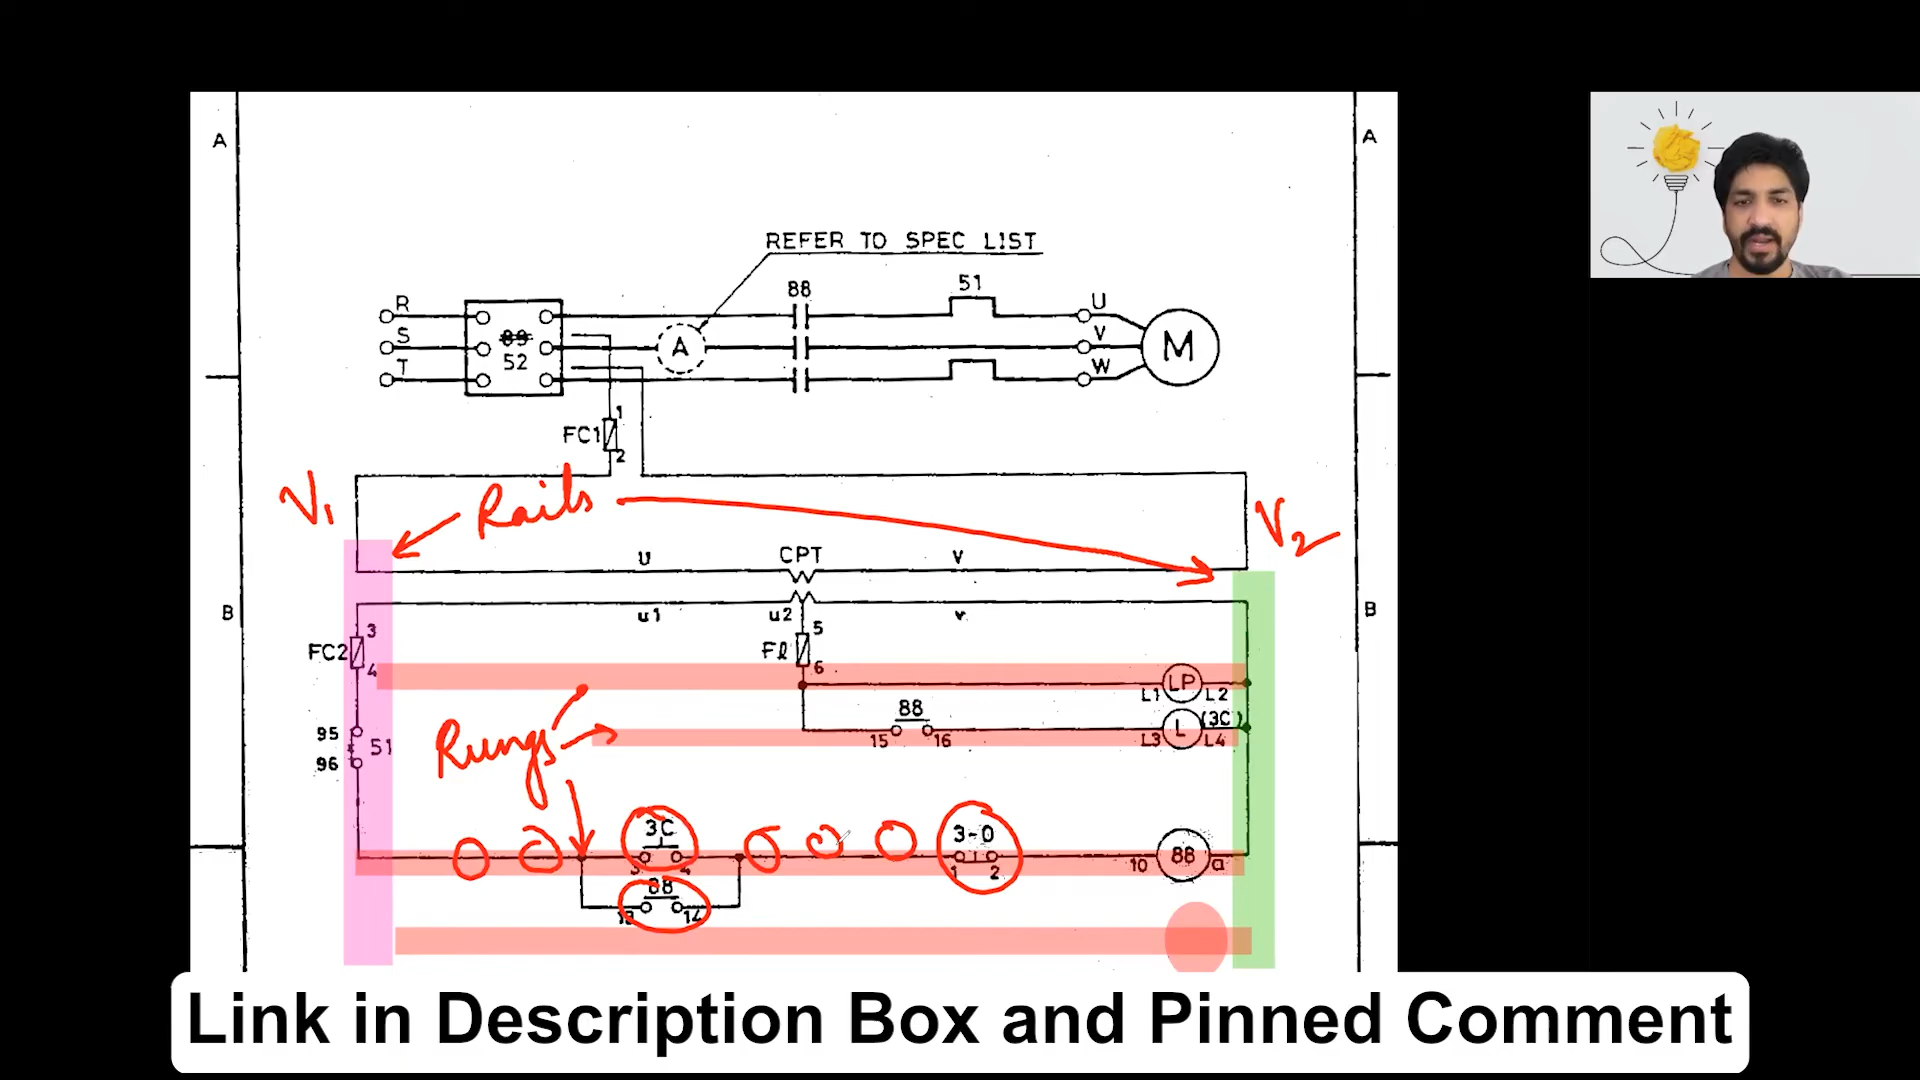 A
A
REFER TO SPEC LIST
88
51
R
S
T
52
A
U
V
W
M
1
FC1
2
V1
Rails
V2
U
CPT
V
B
u1
u2
v
B
3
FC2
4
5
Fℓ
6
LP
L1
L2
88
15
16
L
(3C)
L3
L4
95
51
96
Rungs
3C
4
3-0
1
2
10
88
a
88
13
14
Link in Description Box and Pinned Comment